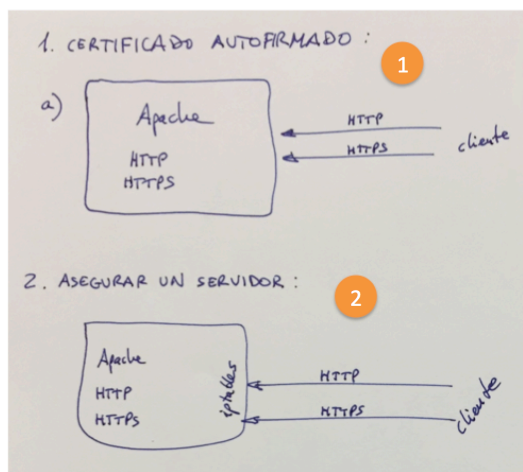 1. CERTIFICADO AUTOFIRMADO:
1
a)
Apache
HTTP
HTTPS
HTTP
HTTPS
cliente
2. ASEGURAR UN SERVIDOR:
2
Apache
HTTP
HTTPS
iptables
HTTP
HTTPS
cliente